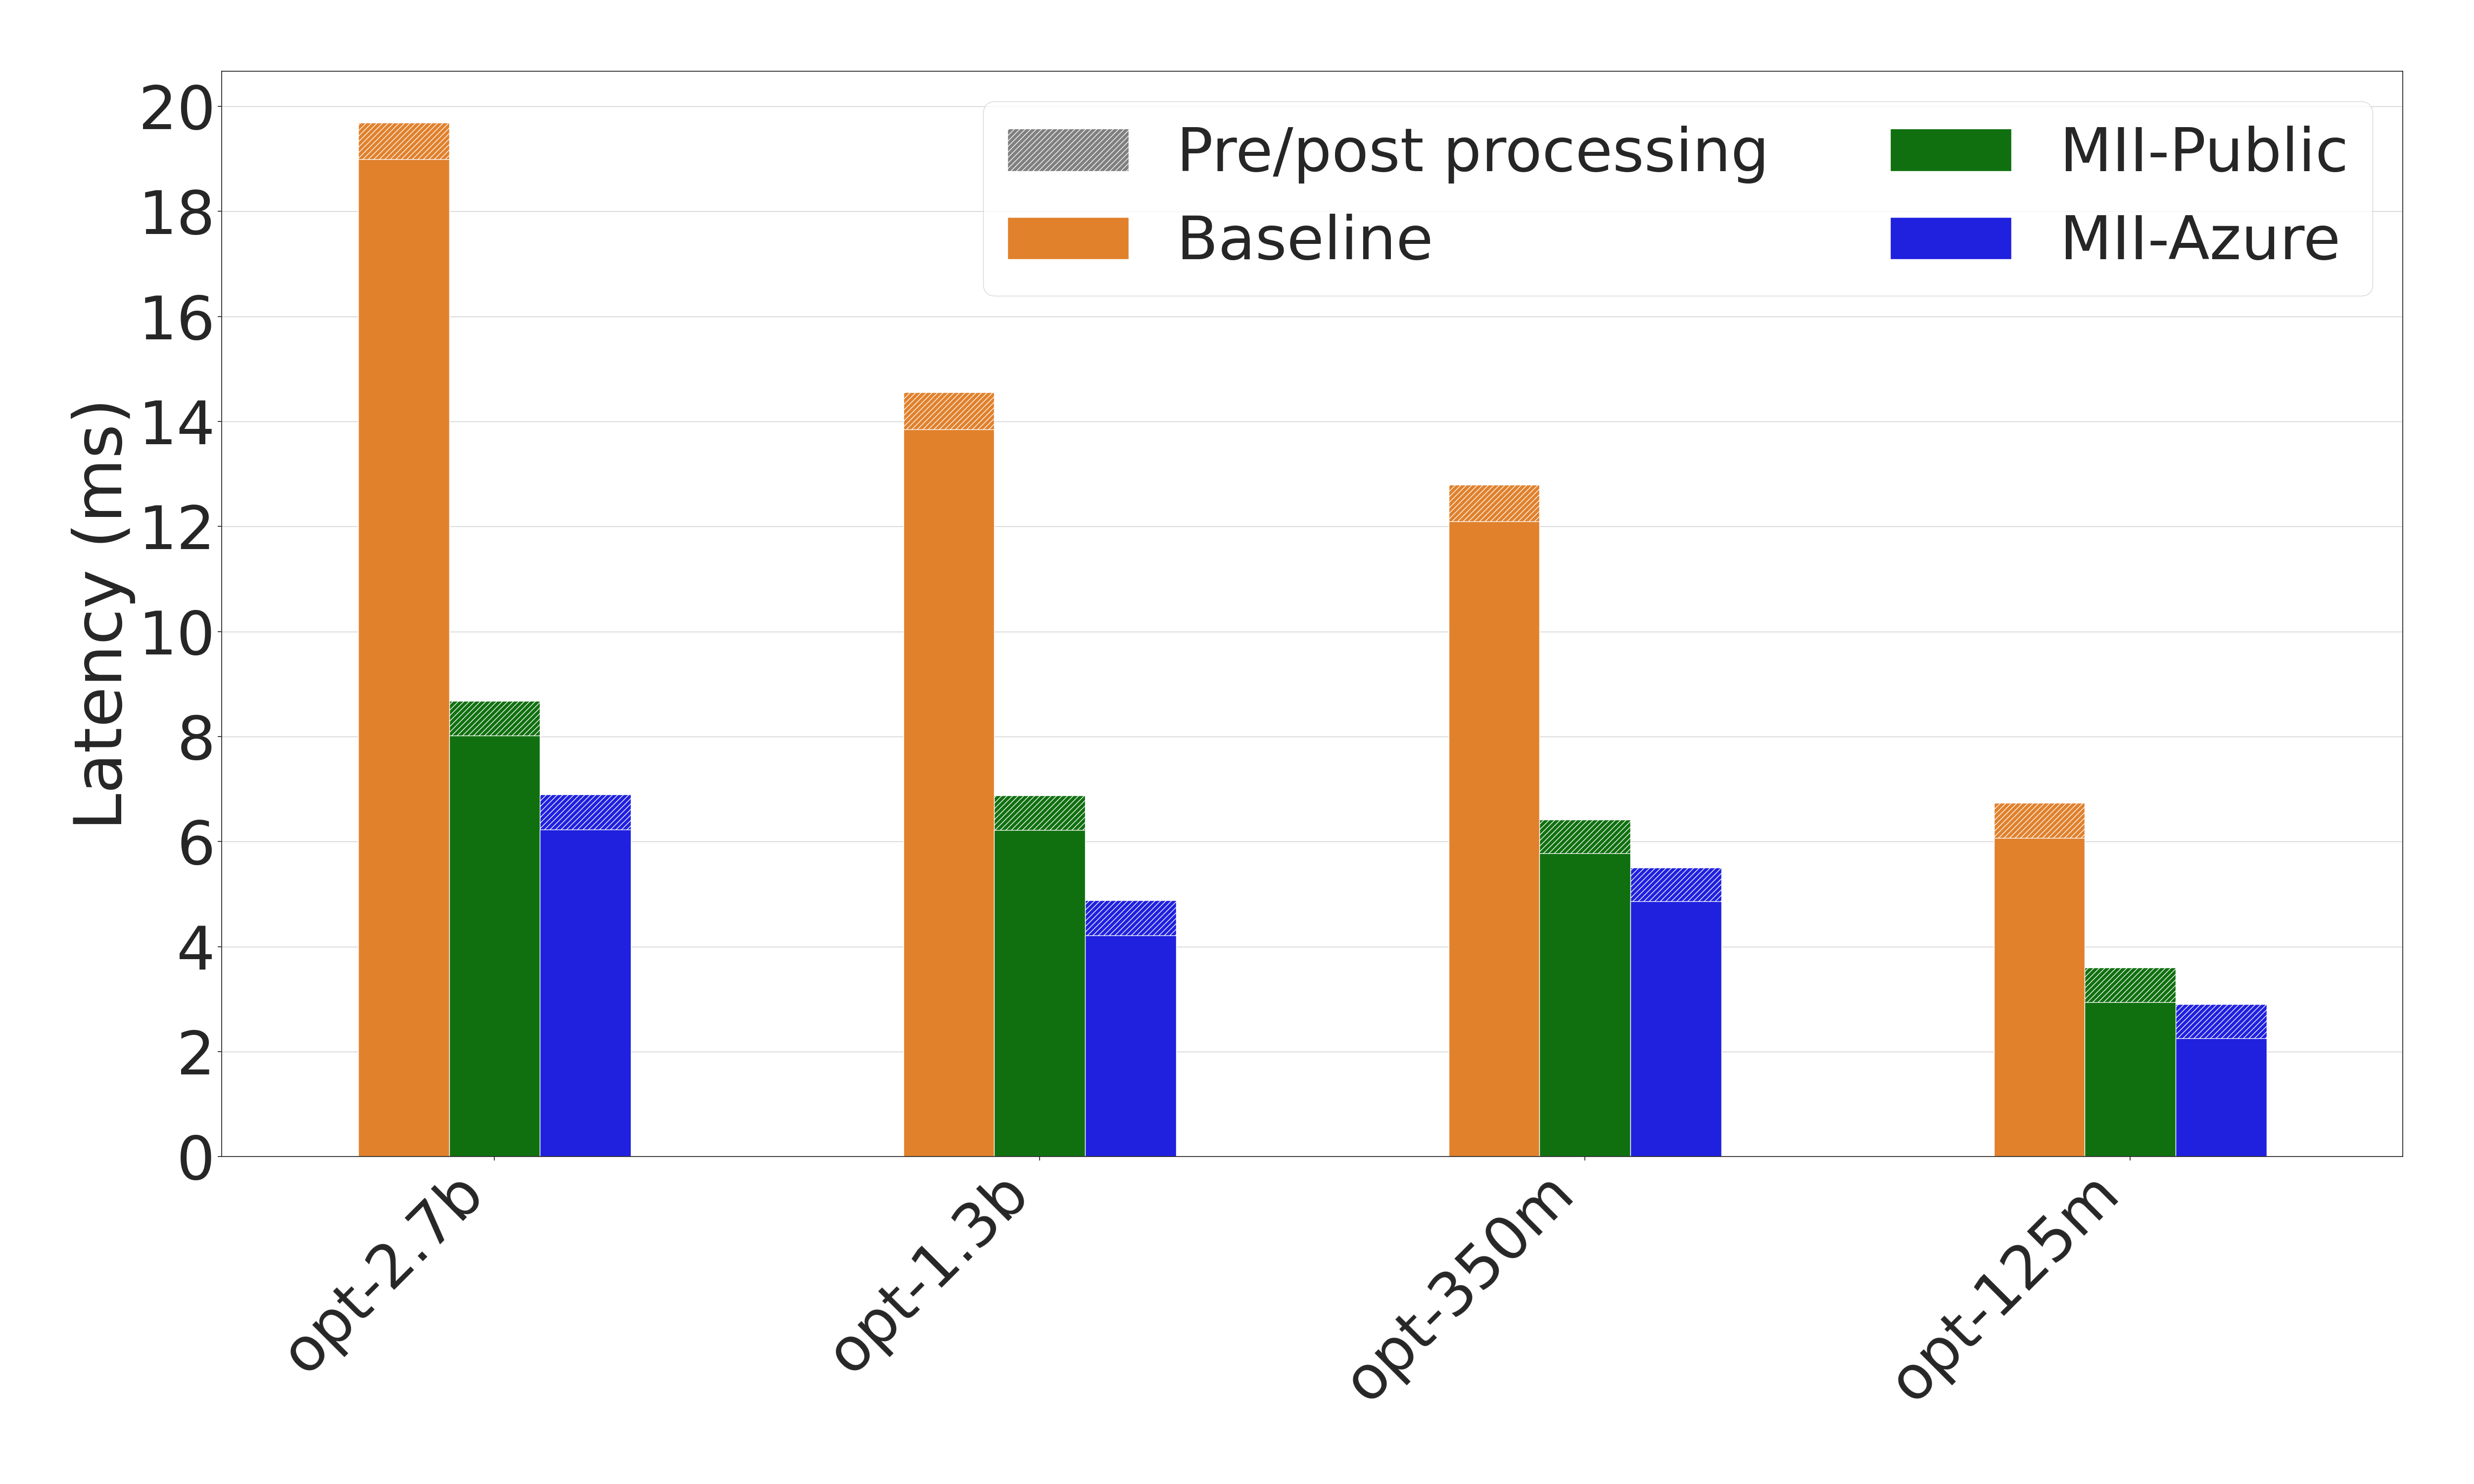 Latency (ms)
20
18
16
14
12
10
8
6
4
2
0
Pre/post processing
Baseline
MII-Public
MII-Azure
opt-2.7b
opt-1.3b
opt-350m
opt-125m